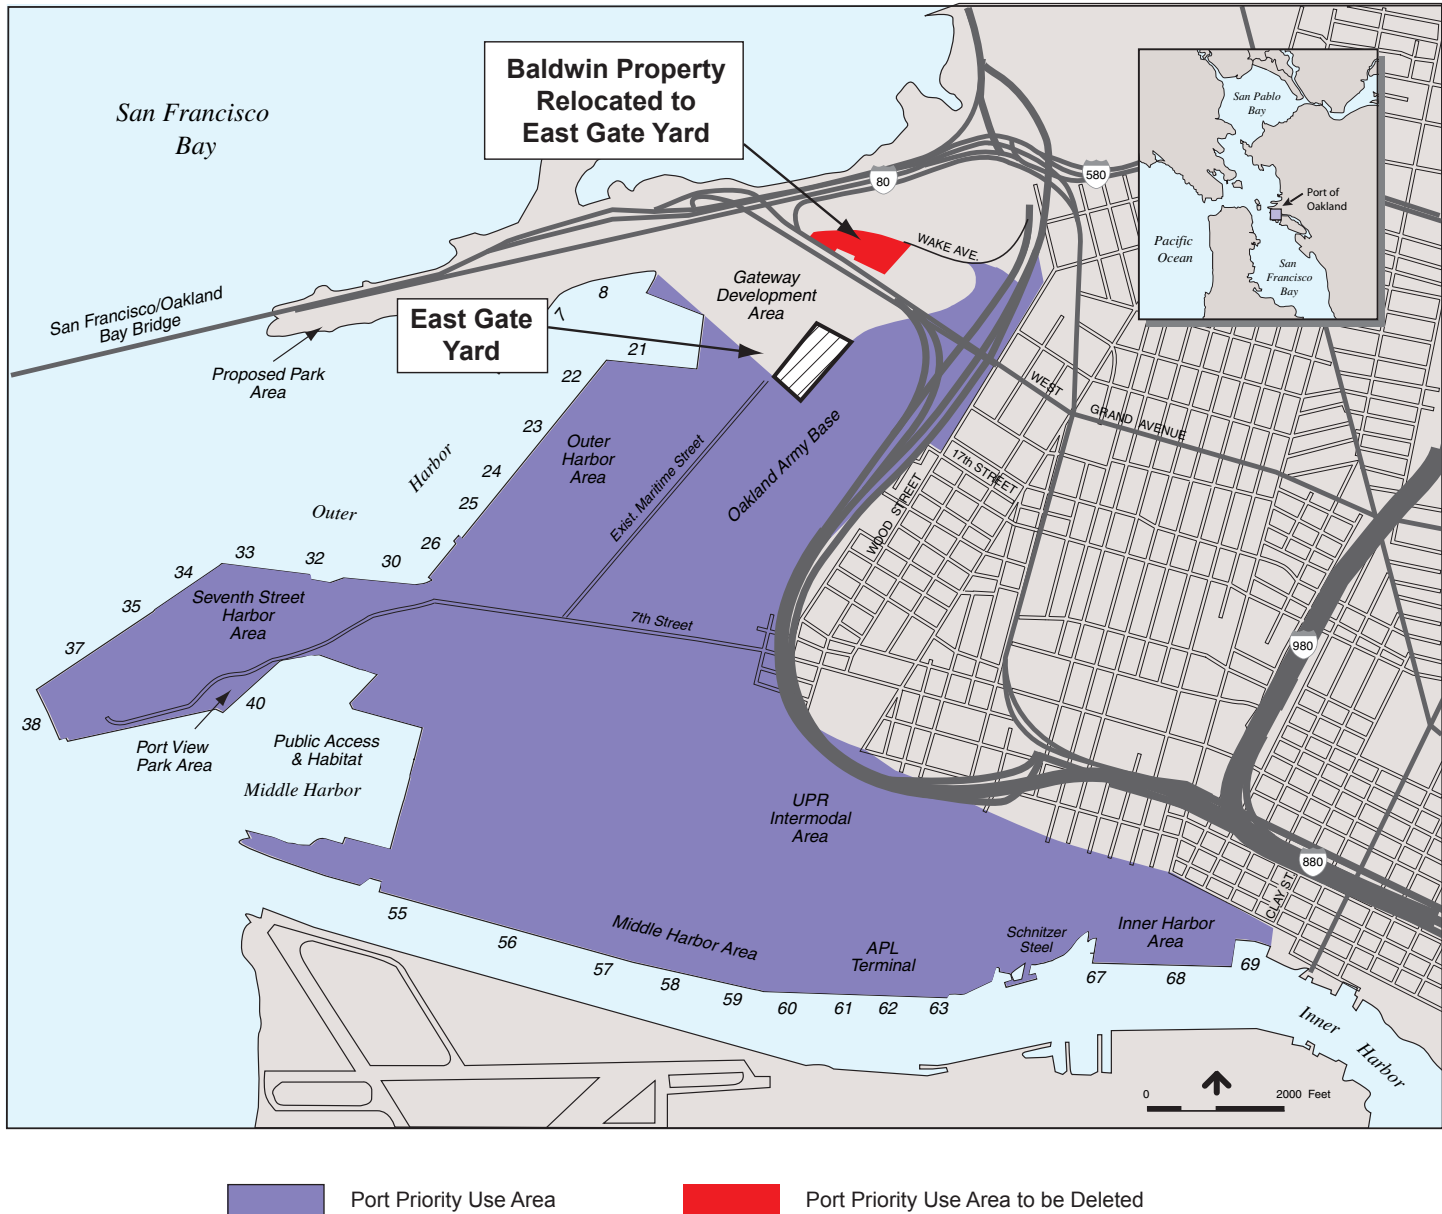 San Francisco
Bay
Baldwin Property
Relocated to
East Gate Yard
80
580
San Pablo
Bay
Port of
Oakland
Pacific
Ocean
San
Francisco
Bay
WAKE AVE.
Gateway
Development
Area
San Francisco/Oakland
Bay Bridge
East Gate
Yard
Proposed Park
Area
8
7
21
22
23
24
25
26
Outer
Harbor
Area
Outer
Harbor
Exist. Maritime Street
Oakland Army Base
WEST
GRAND AVENUE
17th STREET
WOOD STREET
33
32
30
34
35
37
38
Seventh Street
Harbor
Area
7th Street
980
40
Port View
Park Area
Public Access
& Habitat
Middle Harbor
UPR
Intermodal
Area
880
CLAY ST.
55
56
57
58
59
60
61
62
63
Middle Harbor Area
APL
Terminal
Schnitzer
Steel
Inner Harbor
Area
67
68
69
Inner
Harbor
0
2000 Feet
Port Priority Use Area
Port Priority Use Area to be Deleted